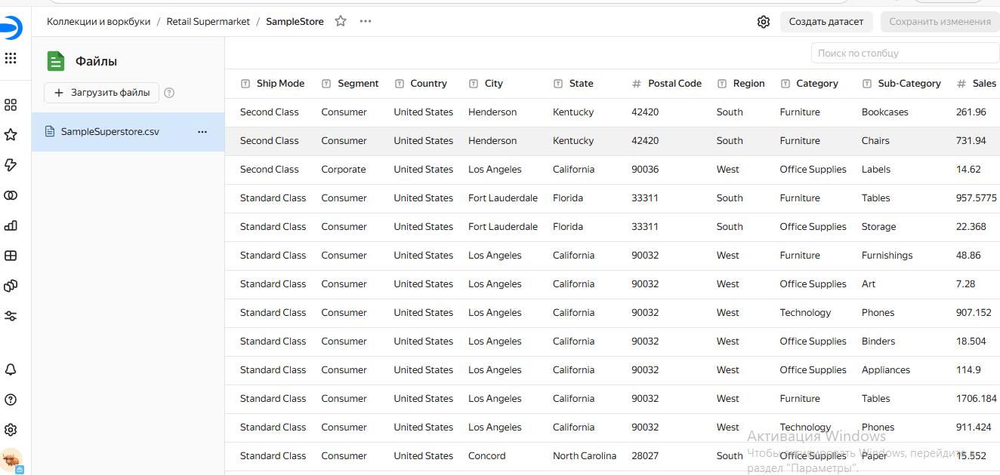 Коллекции и воркбуки / Retail Supermarket / SampleStore
Создать датасет
Сохранить изменения
Файлы
Загрузить файлы
SampleSuperstore.csv
Поиск по столбцу
Ship Mode Segment Country City State # Postal Code Region Category Sub-Category # Sales
Second Class Consumer United States Henderson Kentucky 42420 South Furniture Bookcases 261.96
Second Class Consumer United States Henderson Kentucky 42420 South Furniture Chairs 731.94
Second Class Corporate United States Los Angeles California 90036 West Office Supplies Labels 14.62
Standard Class Consumer United States Fort Lauderdale Florida 33311 South Furniture Tables 957.5775
Standard Class Consumer United States Fort Lauderdale Florida 33311 South Office Supplies Storage 22.368
Standard Class Consumer United States Los Angeles California 90032 West Furniture Furnishings 48.86
Standard Class Consumer United States Los Angeles California 90032 West Office Supplies Art 7.28
Standard Class Consumer United States Los Angeles California 90032 West Technology Phones 907.152
Standard Class Consumer United States Los Angeles California 90032 West Office Supplies Binders 18.504
Standard Class Consumer United States Los Angeles California 90032 West Office Supplies Appliances 114.9
Standard Class Consumer United States Los Angeles California 90032 West Furniture Tables 1706.184
Standard Class Consumer United States Los Angeles California 90032 West Technology Phones 911.424
Standard Class Consumer United States Concord North Carolina 28027 South Office Supplies Paper 15.552
Активация Windows
Чтобы активировать Windows, перейдите в
раздел "Параметры".